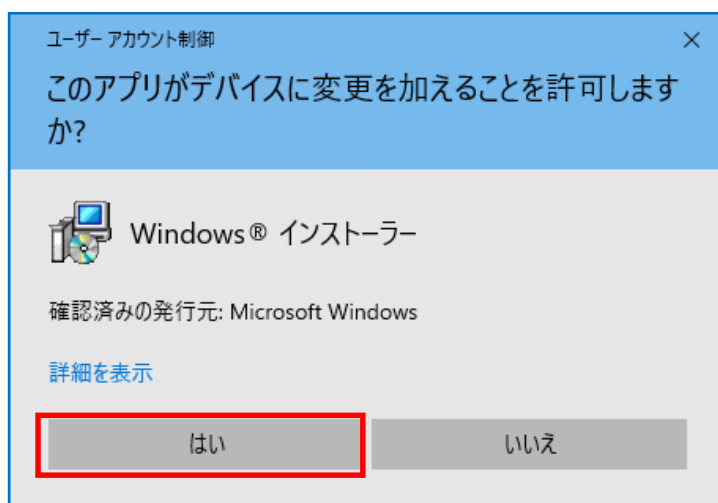 ユーザー アカウント制御
このアプリがデバイスに変更を加えることを許可します
か?
Windows® インストーラー
確認済みの発行元: Microsoft Windows
詳細を表示
はい
いいえ